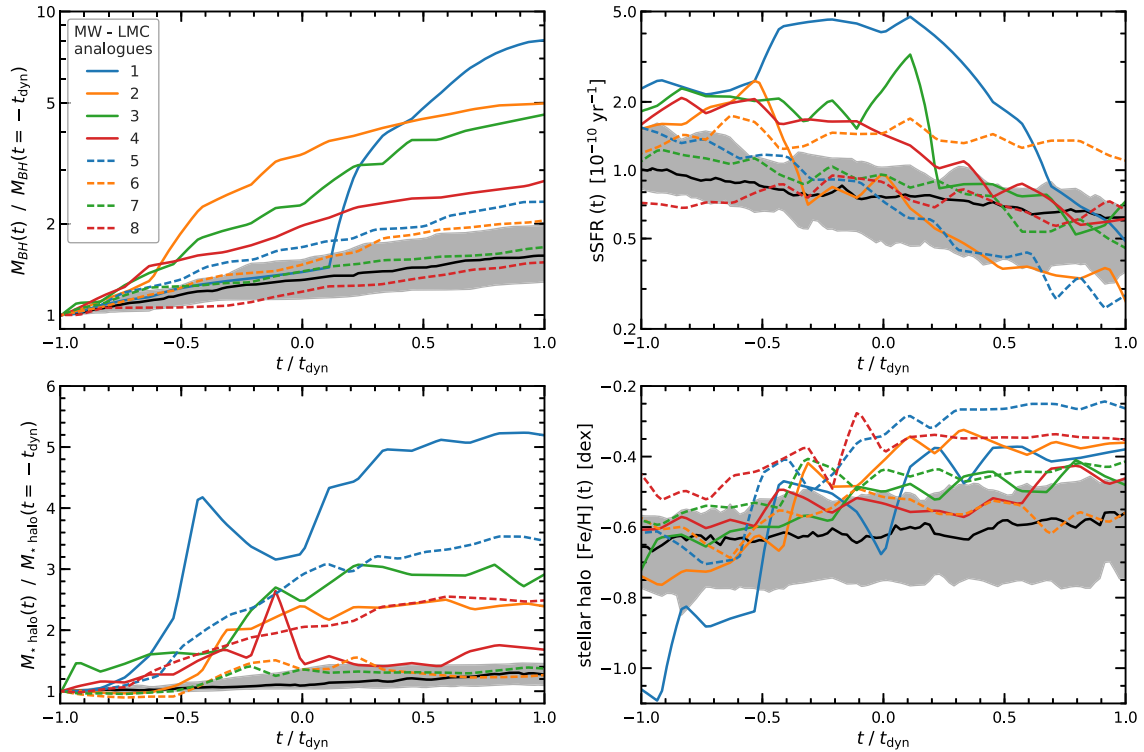 10
5
2
1
M_BH(t) / M_BH(t = −t_dyn)
MW - LMC
analogues
1
2
3
4
5
6
7
8
−1.0 −0.5 0.0 0.5 1.0
t / t_dyn
5.0
2.0
1.0
0.5
0.2
sSFR (t) [10⁻¹⁰ yr⁻¹]
−1.0 −0.5 0.0 0.5 1.0
t / t_dyn
6
5
4
3
2
1
M_* halo(t) / M_* halo(t = −t_dyn)
−1.0 −0.5 0.0 0.5 1.0
t / t_dyn
−0.2
−0.4
−0.6
−0.8
−1.0
stellar halo [Fe/H] (t) [dex]
−1.0 −0.5 0.0 0.5 1.0
t / t_dyn